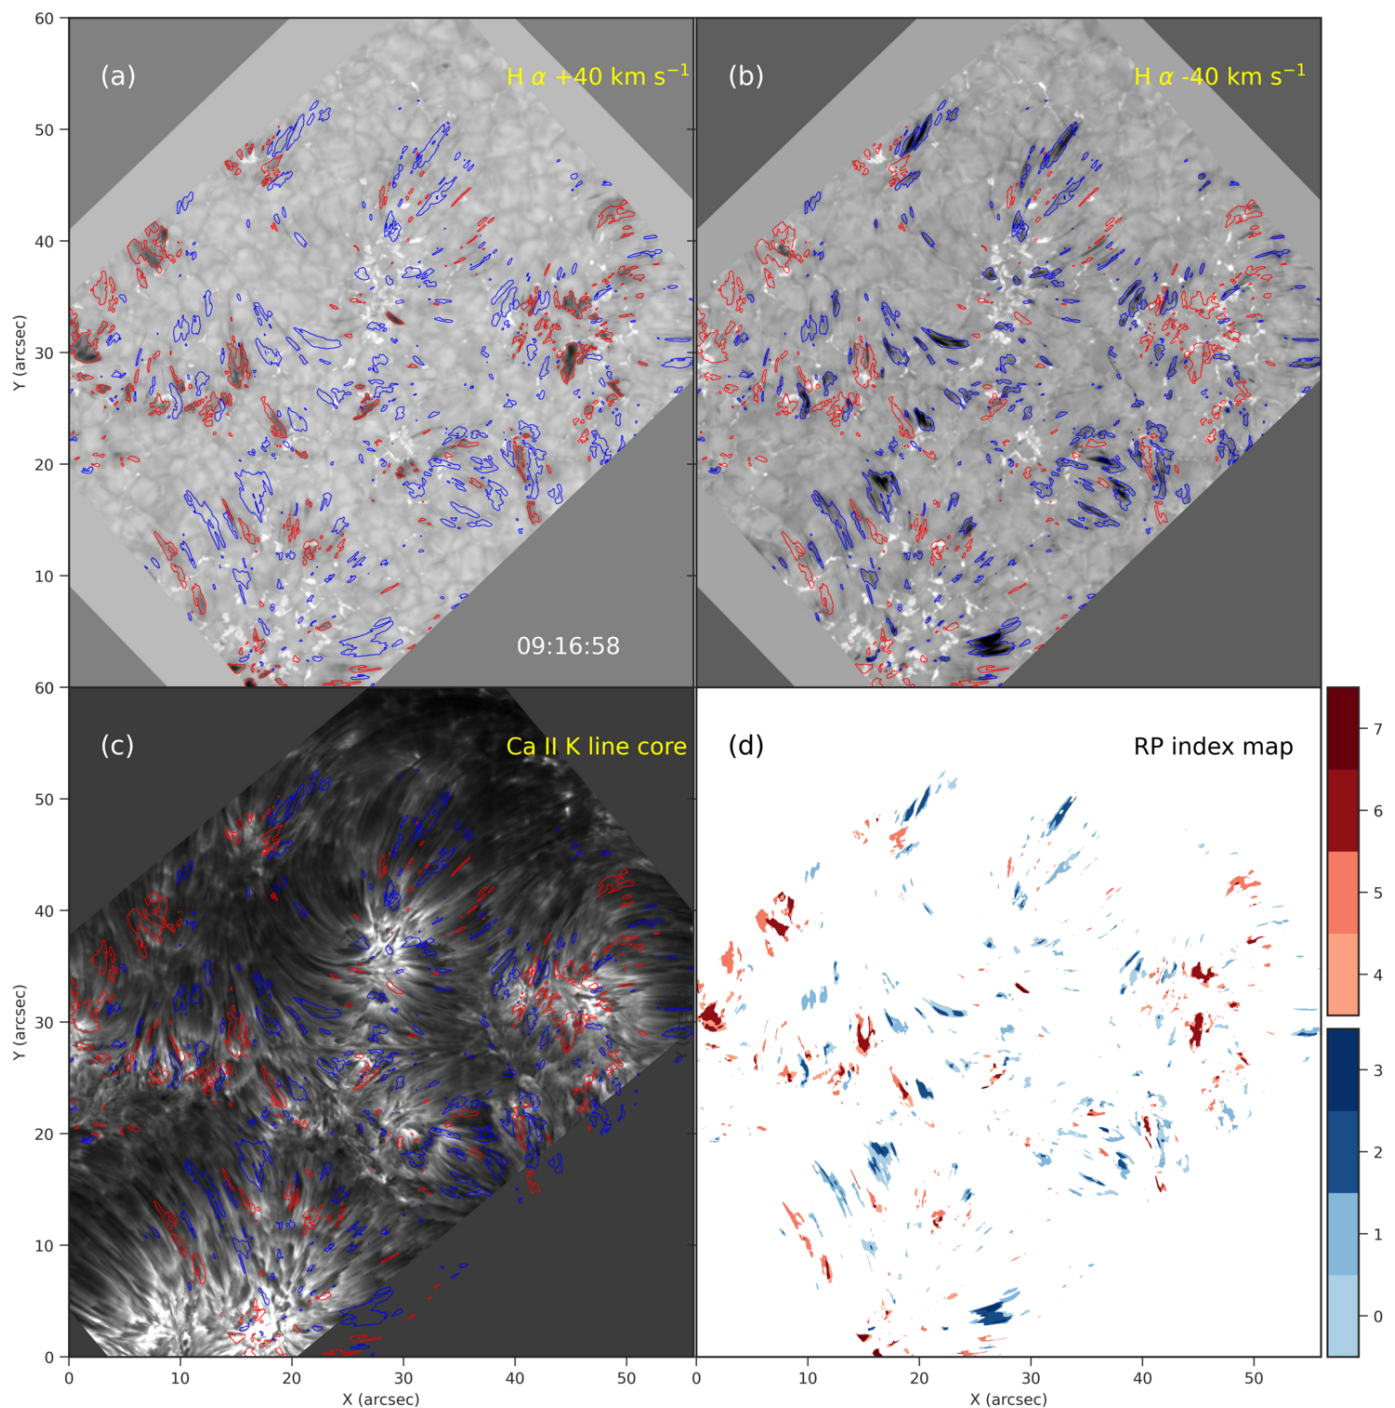 60
50
40
30
20
10
60
Y (arcsec)
(a)
H α +40 km s−1
09:16:58
(b)
H α -40 km s−1
50
40
30
20
10
0
Y (arcsec)
(c)
Ca II K line core
(d)
RP index map
7
6
5
4
3
2
1
0
0 10 20 30 40 50
X (arcsec)
0 10 20 30 40 50
X (arcsec)